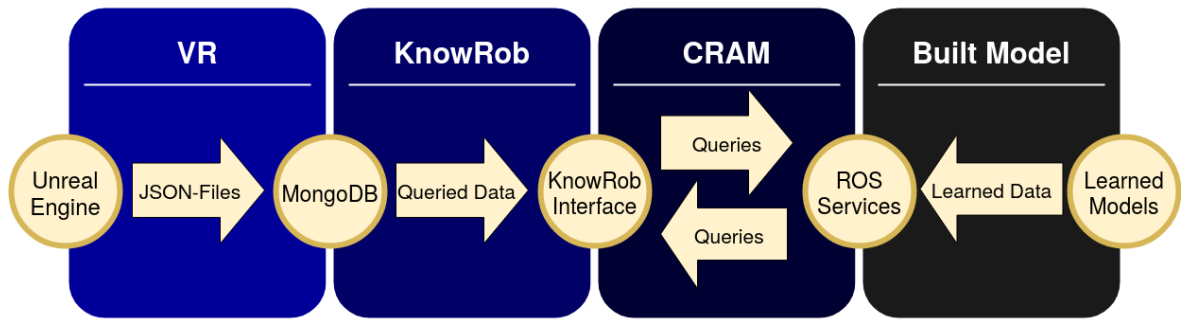 VR
KnowRob
CRAM
Built Model
Unreal
Engine
JSON-Files
MongoDB
Queried Data
KnowRob
Interface
Queries
Queries
ROS
Services
Learned Data
Learned
Models